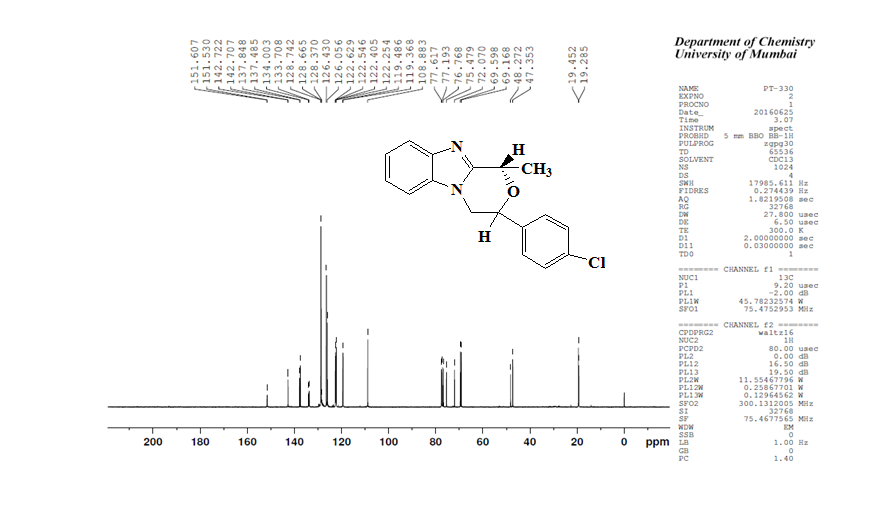 Department of Chemistry
University of Mumbai
151.607
151.530
142.722
142.707
137.848
137.485
134.003
133.708
128.742
128.665
128.370
126.430
126.056
122.629
122.546
122.405
122.254
119.486
119.368
108.883
77.617
77.193
76.768
75.479
72.070
69.598
69.168
48.272
47.353
19.452
19.285
NAME PT-330
EXPNO 2
PROCNO 1
Date_ 20160625
Time 3.07
INSTRUM spect
PROBHD 5 mm BBO BB-1H
PULPROG zgpg30
TD 65536
SOLVENT CDCl3
NS 1024
DS 4
SWH 17985.611 Hz
FIDRES 0.274439 Hz
AQ 1.8219508 sec
RG 32768
DW 27.800 usec
DE 6.50 usec
TE 300.0 K
D1 2.00000000 sec
D11 0.03000000 sec
TD0 1
======== CHANNEL f1 ========
NUC1 13C
P1 9.20 usec
PL1 -2.00 dB
PL1W 45.78232574 W
SFO1 75.4752953 MHz
======== CHANNEL f2 ========
CPDPRG2 waltz16
NUC2 1H
PCPD2 80.00 usec
PL2 0.00 dB
PL12 16.50 dB
PL13 19.50 dB
PL2W 11.55467796 W
PL12W 0.25867701 W
PL13W 0.12964562 W
SFO2 300.1312005 MHz
SI 32768
SF 75.4677565 MHz
WDW EM
SSB 0
LB 1.00 Hz
GB 0
PC 1.40
N
H
CH3
O
N
H
Cl
200 180 160 140 120 100 80 60 40 20 0 ppm